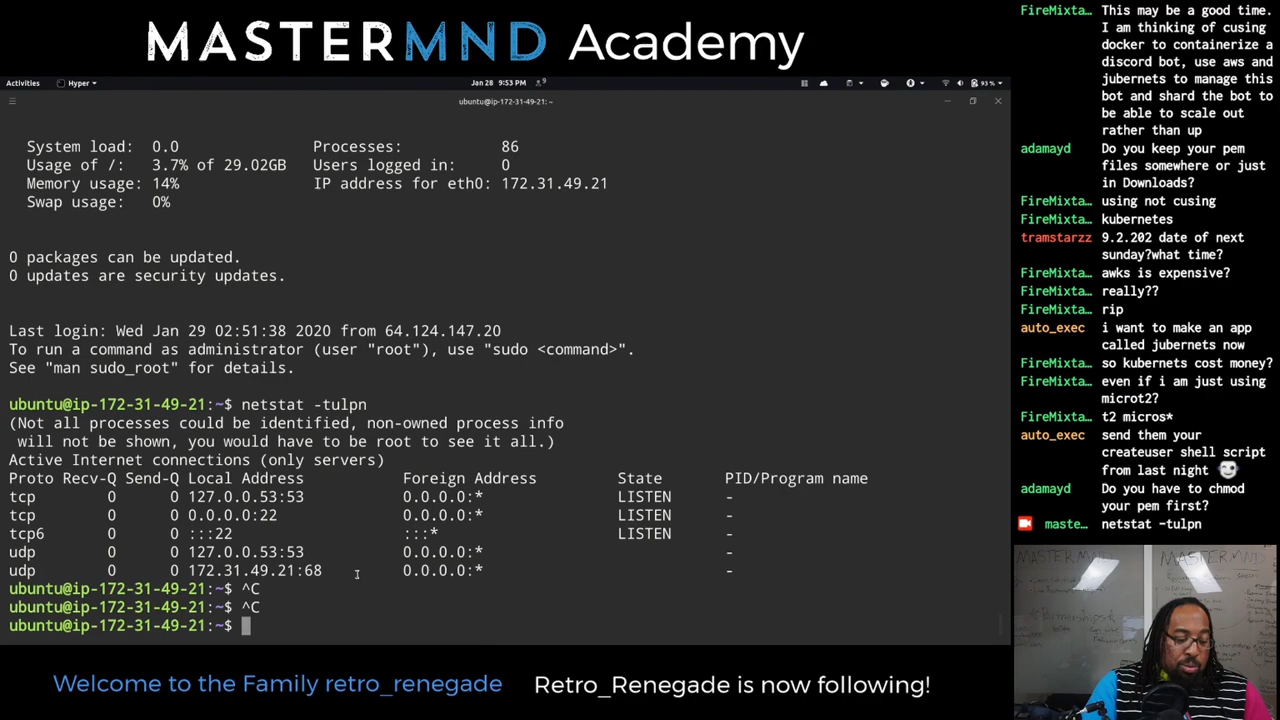 MASTERMND Academy
Activities
Hyper
Jan 28 9:53 PM
9
93 %
ubuntu@ip-172-31-49-21: ~
System load: 0.0 Processes: 86
Usage of /: 3.7% of 29.02GB Users logged in: 0
Memory usage: 14% IP address for eth0: 172.31.49.21
Swap usage: 0%
0 packages can be updated.
0 updates are security updates.
Last login: Wed Jan 29 02:51:38 2020 from 64.124.147.20
To run a command as administrator (user "root"), use "sudo <command>".
See "man sudo_root" for details.
ubuntu@ip-172-31-49-21:~$ netstat -tulpn
(Not all processes could be identified, non-owned process info
will not be shown, you would have to be root to see it all.)
Active Internet connections (only servers)
Proto Recv-Q Send-Q Local Address Foreign Address State PID/Program name
tcp 0 0 127.0.0.53:53 0.0.0.0:* LISTEN -
tcp 0 0 0.0.0.0:22 0.0.0.0:* LISTEN -
tcp6 0 0 :::22 :::* LISTEN -
udp 0 0 127.0.0.53:53 0.0.0.0:* -
udp 0 0 172.31.49.21:68 0.0.0.0:* -
ubuntu@ip-172-31-49-21:~$ ^C
ubuntu@ip-172-31-49-21:~$ ^C
ubuntu@ip-172-31-49-21:~$
Welcome to the Family retro_renegade
Retro_Renegade is now following!
FireMixta… This may be a good time.
I am thinking of cusing
docker to containerize a
discord bot, use aws and
jubernets to manage this
bot and shard the bot to
be able to scale out
rather than up
adamayd Do you keep your pem
files somewhere or just
in Downloads?
FireMixta… using not cusing
FireMixta… kubernetes
tramstarzz 9.2.202 date of next
sunday?what time?
FireMixta… awks is expensive?
FireMixta… really??
FireMixta… rip
auto_exec i want to make an app
called jubernets now
FireMixta… so kubernets cost money?
FireMixta… even if i am just using
microt2?
FireMixta… t2 micros*
auto_exec send them your
createuser shell script
from last night
adamayd Do you have to chmod
your pem first?
maste… netstat -tulpn
MASTERMND MASTERMND